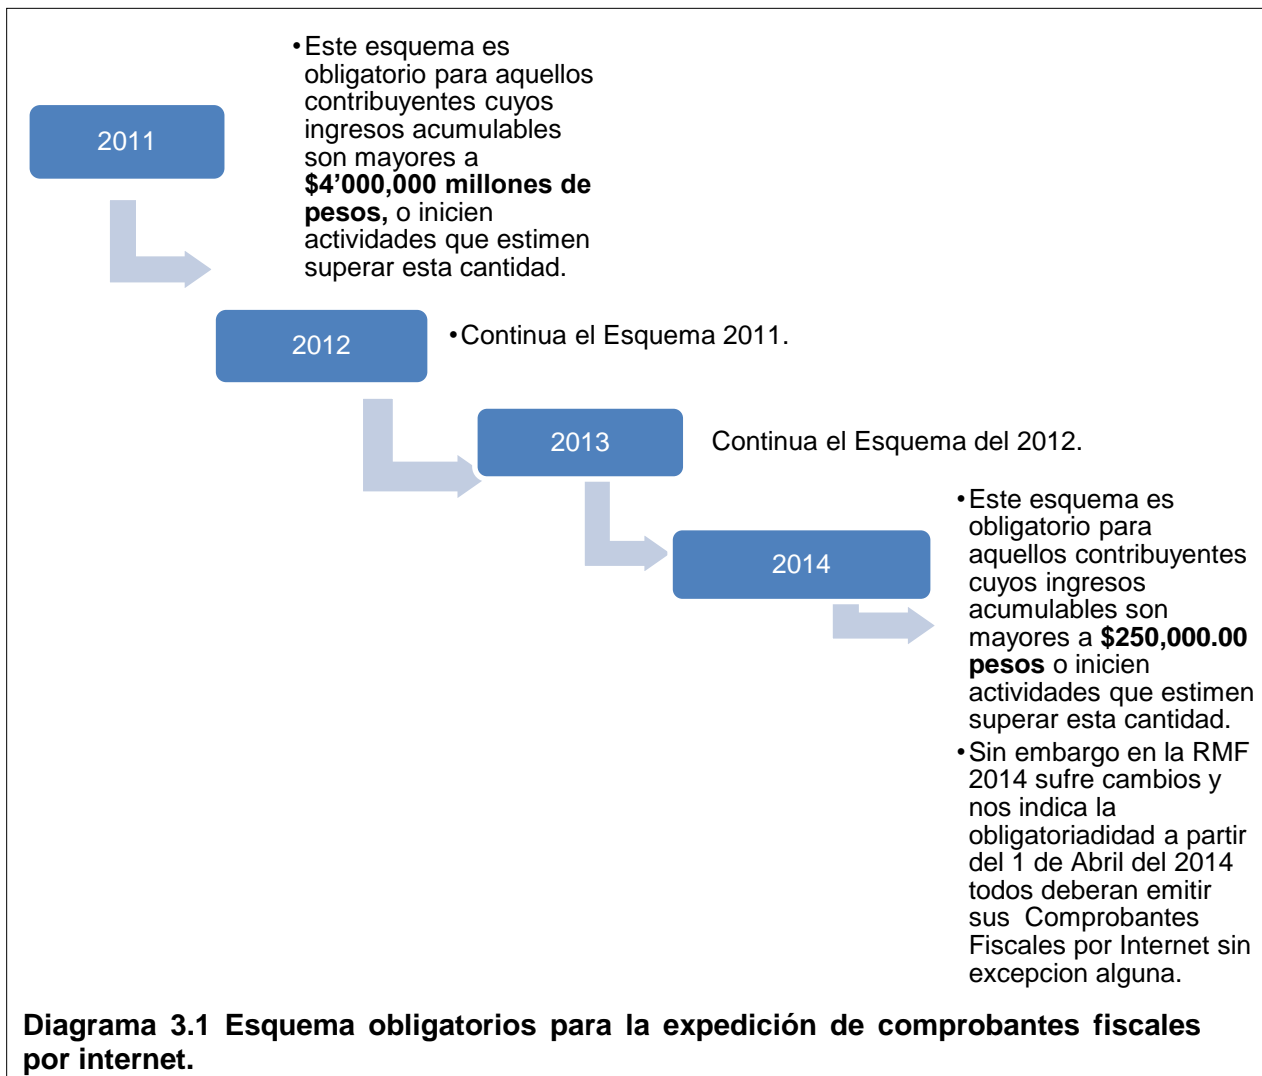 2011
•Este esquema es
obligatorio para aquellos
contribuyentes cuyos
ingresos acumulables
son mayores a
$4’000,000 millones de
pesos, o inicien
actividades que estimen
superar esta cantidad.
2012
•Continua el Esquema 2011.
2013
Continua el Esquema del 2012.
2014
•Este esquema es
obligatorio para
aquellos contribuyentes
cuyos ingresos
acumulables son
mayores a $250,000.00
pesos o inicien
actividades que estimen
superar esta cantidad.
•Sin embargo en la RMF
2014 sufre cambios y
nos indica la
obligatoriadidad a partir
del 1 de Abril del 2014
todos deberan emitir
sus Comprobantes
Fiscales por Internet sin
excepcion alguna.
Diagrama 3.1 Esquema obligatorios para la expedición de comprobantes fiscales
por internet.